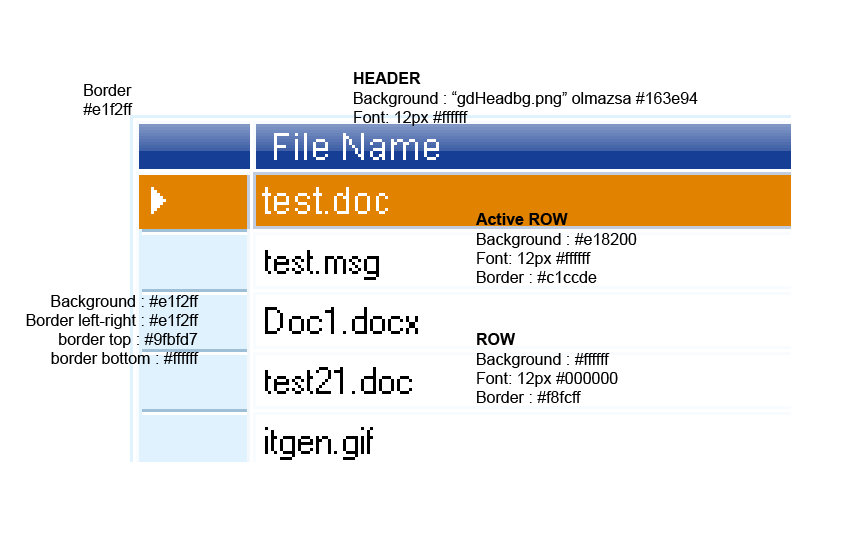 HEADER
Border
Background : “gdHeadbg.png” olmazsa #163e94
#e1f2ff
Font: 12px #ffffff
File Name
test.doc
Active ROW
Background : #e18200
Font: 12px #ffffff
test.msg
Border : #c1ccde
Background : #e1f2ff
Border left-right : #e1f2ff
Doc1.docx
border top : #9fbfd7
ROW
border bottom : #ffffff
Background : #ffffff
Font: 12px #000000
test21.doc
Border : #f8fcff
itgen.gif